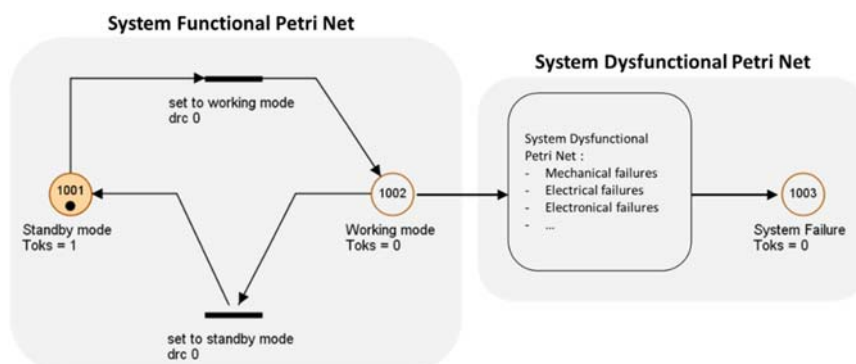 System Functional Petri Net
System Dysfunctional Petri Net
set to working mode
drc 0
1001
Standby mode
Toks = 1
1002
Working mode
Toks = 0
set to standby mode
drc 0
System Dysfunctional
Petri Net :
- Mechanical failures
- Electrical failures
- Electronical failures
- ...
1003
System Failure
Toks = 0